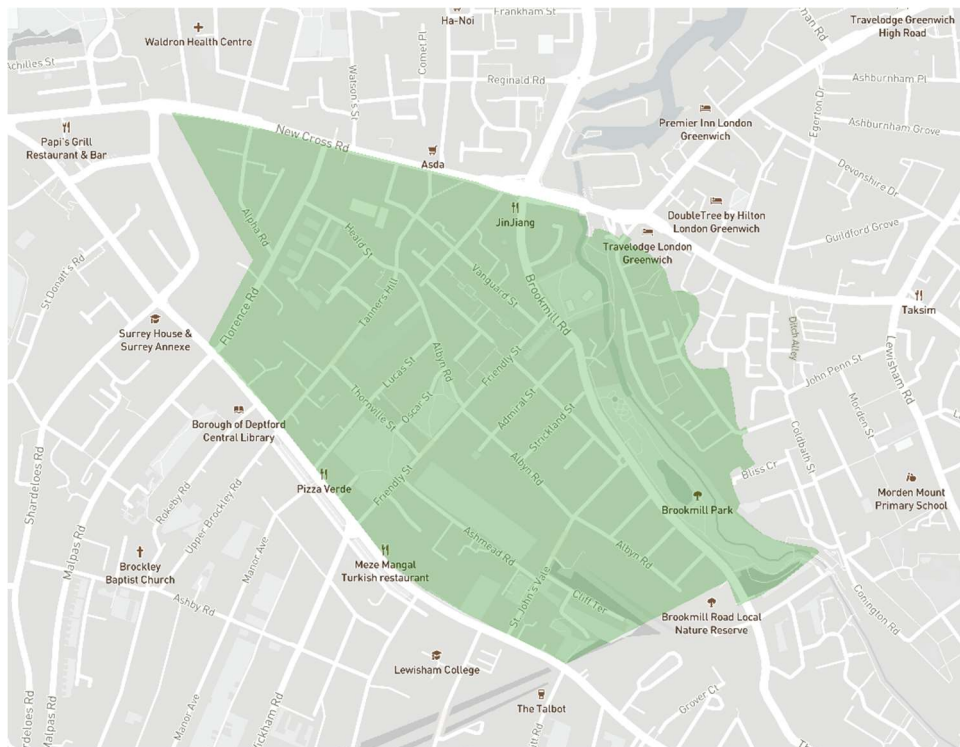 Ha-Noi
Frankham St
Travelodge Greenwich
High Road
Waldron Health Centre
Achilles St
Watson's St
Comet Pl
Reginald Rd
Ashburnham Pl
Egerton Dr
Premier Inn London
Greenwich
Ashburnham Grove
Papi's Grill
Restaurant & Bar
New Cross Rd
Asda
Devonshire Dr
DoubleTree by Hilton
London Greenwich
JinJiang
Travelodge London
Greenwich
Guildford Grove
Alpha Rd
Heald St
St Donatt's Rd
Vanguard St
Brookmill Rd
Tanners Hill
Florence Rd
Taksim
Surrey House &
Surrey Annexe
Ditch Alley
Lewisham Rd
John Penn St
Lucas St
Albyn Rd
Friendly St
Thornville St
Oscar St
Admiral St
Strickland St
Morden St
Borough of Deptford
Central Library
Coldbath St
Shardeloes Rd
Albyn Rd
Bliss Cr
Pizza Verde
Friendly St
Rokeby Rd
Upper Brockley Rd
Morden Mount
Primary School
Brookmill Park
Malpas Rd
Manor Ave
Ashmead Rd
Albyn Rd
Meze Mangal
Turkish restaurant
Brockley
Baptist Church
Ashby Rd
St. John's Vale
Cliff Ter
Conington Rd
Brookmill Road Local
Nature Reserve
Lewisham College
Grover Ct
The Talbot
Manor Ave
Wickham Rd
Malpas Rd